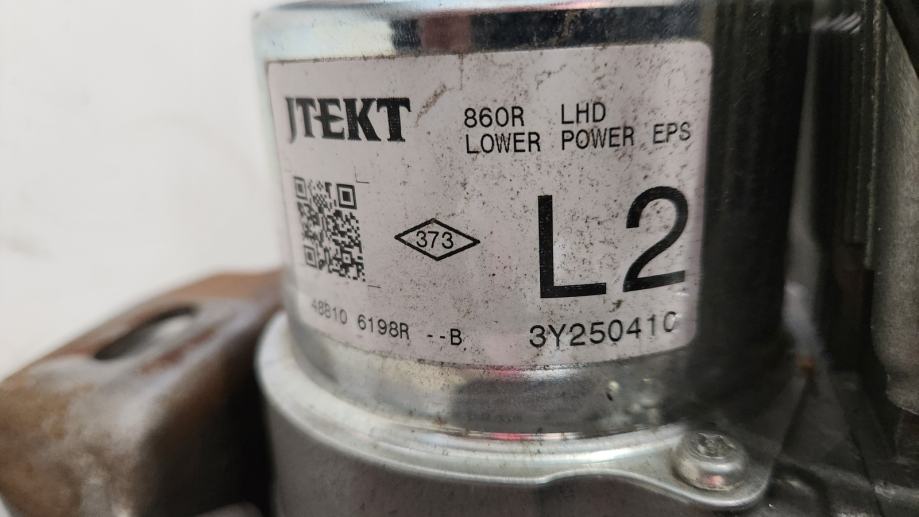 JTEKT
860R LHD
LOWER POWER EPS
373
L2
48810 6198R --B
3Y25041C